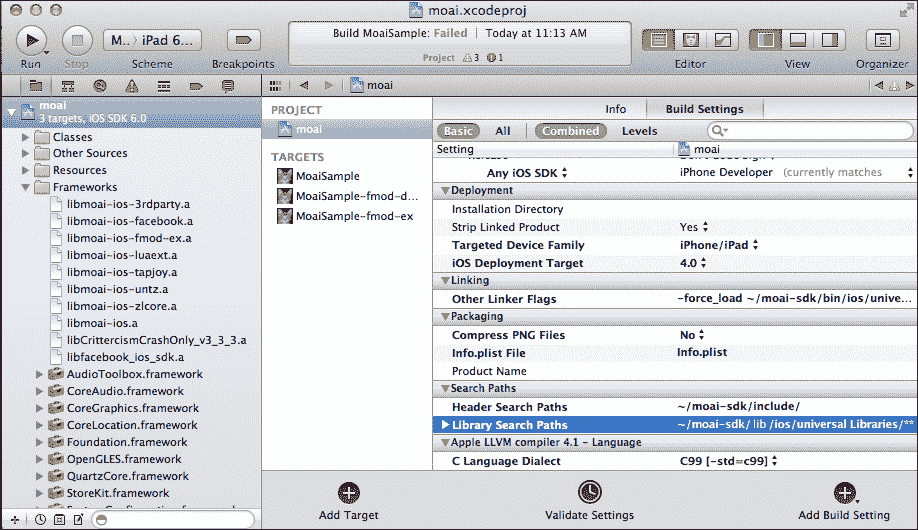 moai.xcodeproj
Run
Stop
M... iPad 6...
Scheme
Breakpoints
Build MoaiSample: Failed | Today at 11:13 AM
Project 3 1
Editor
View
Organizer
moai
3 targets, iOS SDK 6.0
Classes
Other Sources
Resources
Frameworks
libmoai-ios-3rdparty.a
libmoai-ios-facebook.a
libmoai-ios-fmod-ex.a
libmoai-ios-luaext.a
libmoai-ios-tapjoy.a
libmoai-ios-untz.a
libmoai-ios-zlcore.a
libmoai-ios.a
libCrittercismCrashOnly_v3_3_3.a
libfacebook_ios_sdk.a
AudioToolbox.framework
CoreAudio.framework
CoreGraphics.framework
CoreLocation.framework
Foundation.framework
OpenGLES.framework
QuartzCore.framework
StoreKit.framework
moai
PROJECT
moai
TARGETS
MoaiSample
MoaiSample-fmod-d...
MoaiSample-fmod-ex
Info
Build Settings
Basic All Combined Levels
Setting moai
Any iOS SDK iPhone Developer (currently matches
Deployment
Installation Directory
Strip Linked Product Yes
Targeted Device Family iPhone/iPad
iOS Deployment Target 4.0
Linking
Other Linker Flags -force_load ~/moai-sdk/bin/ios/unive...
Packaging
Compress PNG Files No
Info.plist File Info.plist
Product Name
Search Paths
Header Search Paths ~/moai-sdk/include/
Library Search Paths ~/moai-sdk/ lib /ios/universal Libraries/**
Apple LLVM compiler 4.1 - Language
C Language Dialect C99 [-std=c99]
Add Target
Validate Settings
Add Build Setting